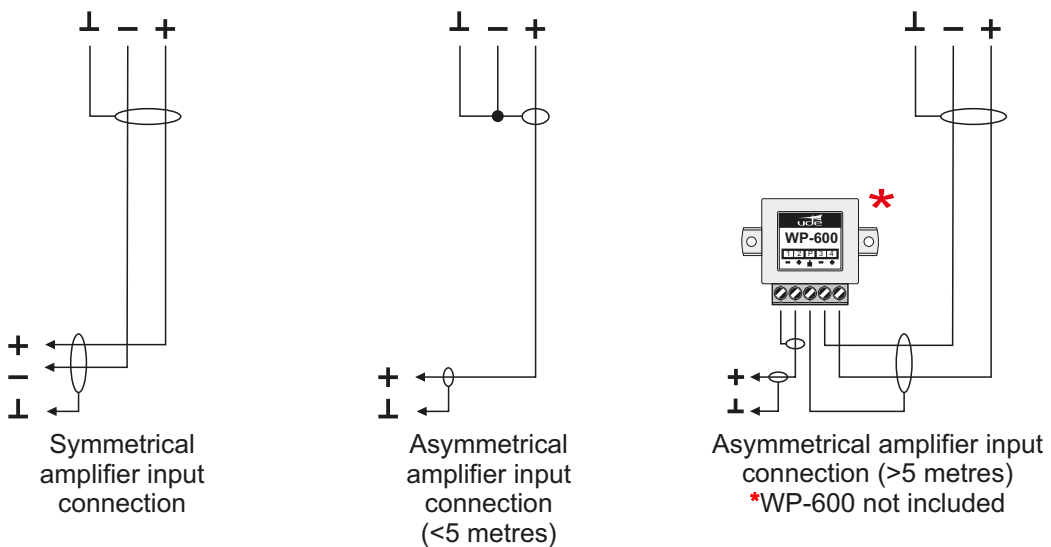 ⊥ − +
⊥ − +
⊥ − +
*
ude
WP-600
1 2 P 3 4
− + − +
+
−
⊥
+
⊥
+
⊥
Symmetrical
amplifier input
connection
Asymmetrical
amplifier input
connection
(<5 metres)
Asymmetrical amplifier input
connection (>5 metres)
*WP-600 not included